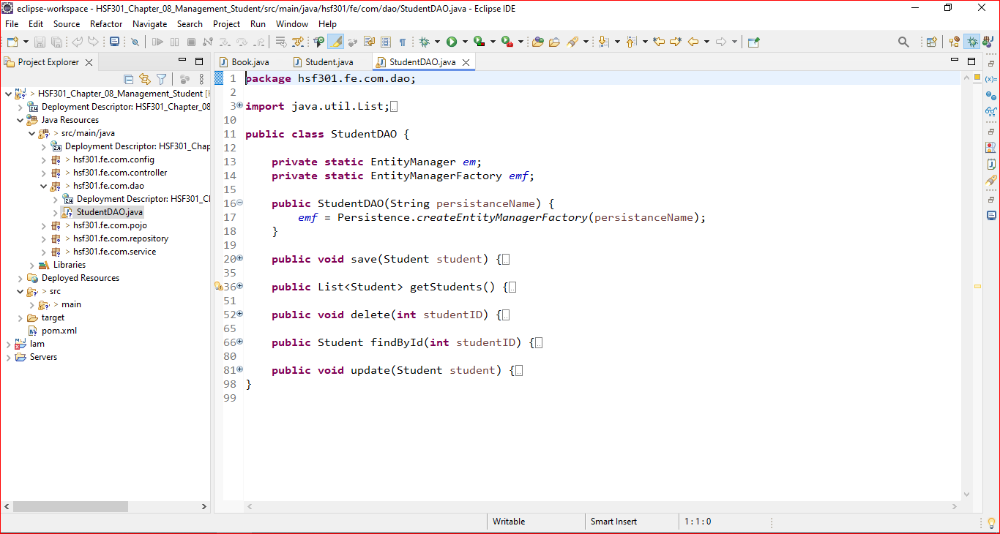 eclipse-workspace - HSF301_Chapter_08_Management_Student/src/main/java/hsf301/fe/com/dao/StudentDAO.java - Eclipse IDE
File Edit Source Refactor Navigate Search Project Run Window Help
Project Explorer
Book.java Student.java StudentDAO.java
> HSF301_Chapter_08_Management_Student [
Deployment Descriptor: HSF301_Chapter_08
Java Resources
> src/main/java
Deployment Descriptor: HSF301_Chap
> hsf301.fe.com.config
> hsf301.fe.com.controller
> hsf301.fe.com.dao
Deployment Descriptor: HSF301_Cl
StudentDAO.java
> hsf301.fe.com.pojo
> hsf301.fe.com.repository
> hsf301.fe.com.service
Libraries
Deployed Resources
> src
> main
target
pom.xml
lam
Servers
1 package hsf301.fe.com.dao;
2
3 import java.util.List;
10
11 public class StudentDAO {
12
13 private static EntityManager em;
14 private static EntityManagerFactory emf;
15
16 public StudentDAO(String persistanceName) {
17 emf = Persistence.createEntityManagerFactory(persistanceName);
18 }
19
20 public void save(Student student) {
35
36 public List<Student> getStudents() {
51
52 public void delete(int studentID) {
65
66 public Student findById(int studentID) {
80
81 public void update(Student student) {
98 }
99
Writable Smart Insert 1 : 1 : 0